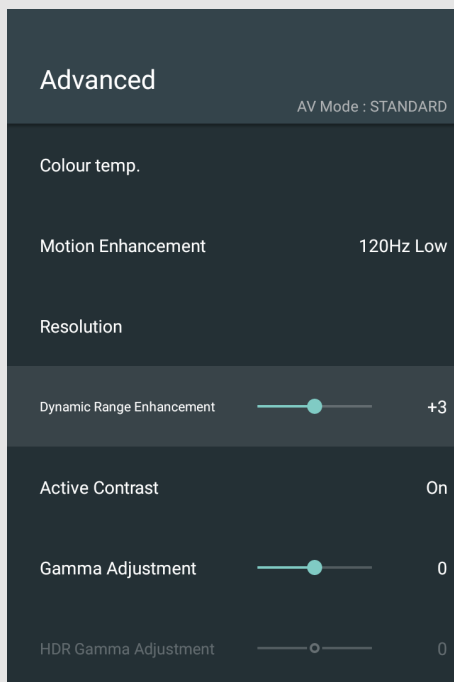 Advanced
AV Mode : STANDARD
Colour temp.
Motion Enhancement 120Hz Low
Resolution
Dynamic Range Enhancement +3
Active Contrast On
Gamma Adjustment 0
HDR Gamma Adjustment 0